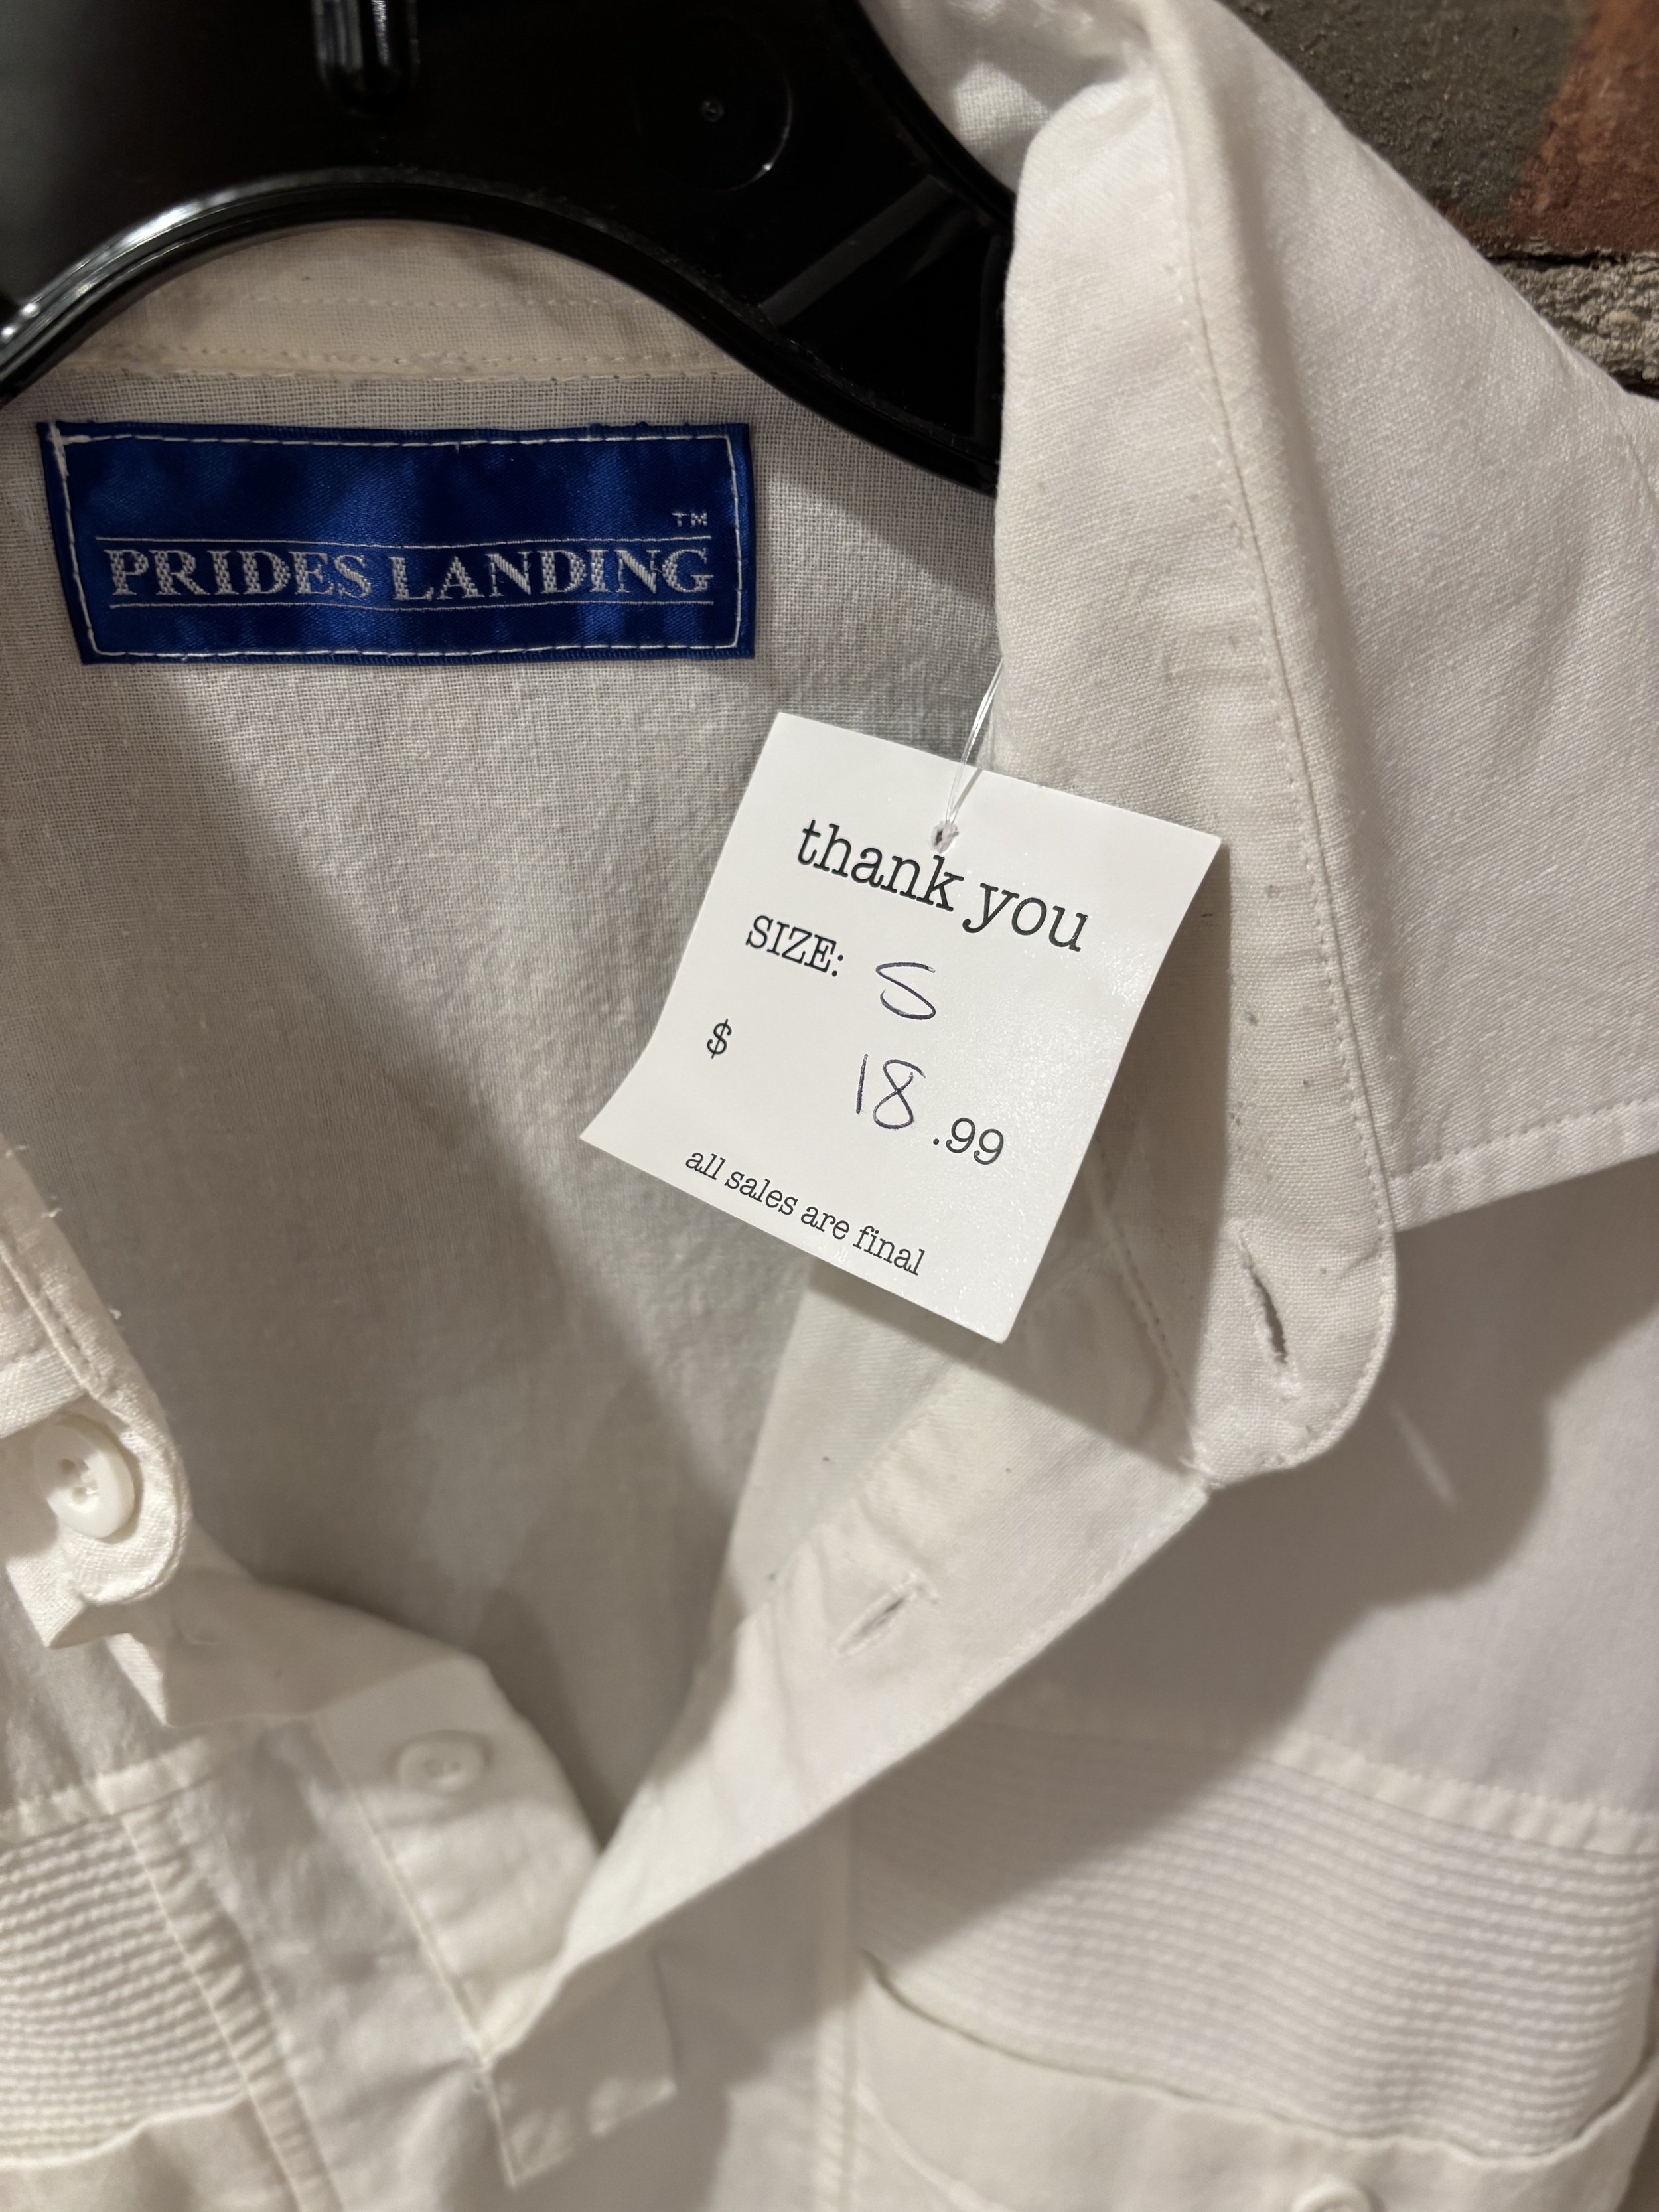 TM
PRIDES LANDING
thank you
SIZE: S
$ 18.99
all sales are final